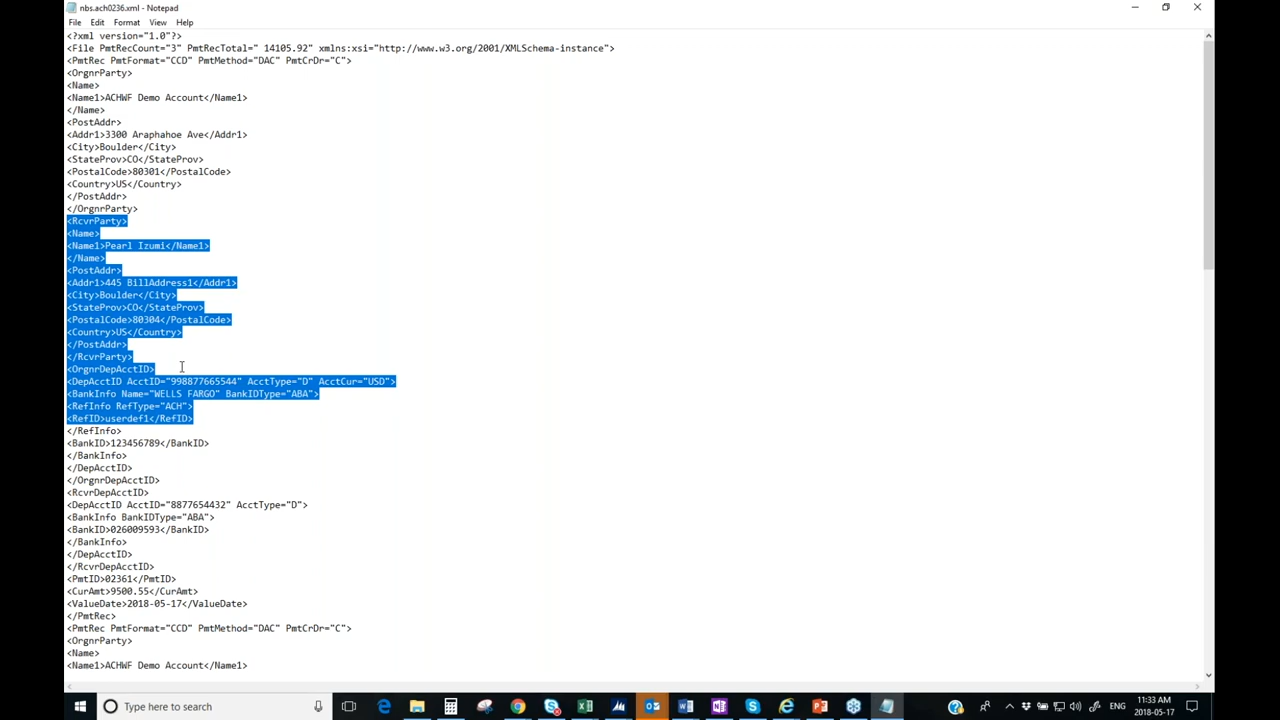 nbs.ach0236.xml - Notepad
File Edit Format View Help
<?xml version="1.0"?>
<File PmtRecCount="3" PmtRecTotal=" 14105.92" xmlns:xsi="http://www.w3.org/2001/XMLSchema-instance">
<PmtRec PmtFormat="CCD" PmtMethod="DAC" PmtCrDr="C">
<OrgnrParty>
<Name>
<Name1>ACHWF Demo Account</Name1>
</Name>
<PostAddr>
<Addr1>3300 Araphahoe Ave</Addr1>
<City>Boulder</City>
<StateProv>CO</StateProv>
<PostalCode>80301</PostalCode>
<Country>US</Country>
</PostAddr>
</OrgnrParty>
<RcvrParty>
<Name>
<Name1>Pearl Izumi</Name1>
</Name>
<PostAddr>
<Addr1>445 BillAddress1</Addr1>
<City>Boulder</City>
<StateProv>CO</StateProv>
<PostalCode>80304</PostalCode>
<Country>US</Country>
</PostAddr>
</RcvrParty>
<OrgnrDepAcctID>
<DepAcctID AcctID="998877665544" AcctType="D" AcctCur="USD">
<BankInfo Name="WELLS FARGO" BankIDType="ABA">
<RefInfo RefType="ACH">
<RefID>userdef1</RefID>
</RefInfo>
<BankID>123456789</BankID>
</BankInfo>
</DepAcctID>
</OrgnrDepAcctID>
<RcvrDepAcctID>
<DepAcctID AcctID="8877654432" AcctType="D">
<BankInfo BankIDType="ABA">
<BankID>026009593</BankID>
</BankInfo>
</DepAcctID>
</RcvrDepAcctID>
<PmtID>02361</PmtID>
<CurAmt>9500.55</CurAmt>
<ValueDate>2018-05-17</ValueDate>
</PmtRec>
<PmtRec PmtFormat="CCD" PmtMethod="DAC" PmtCrDr="C">
<OrgnrParty>
<Name>
<Name1>ACHWF Demo Account</Name1>
Type here to search
ENG
11:33 AM
2018-05-17